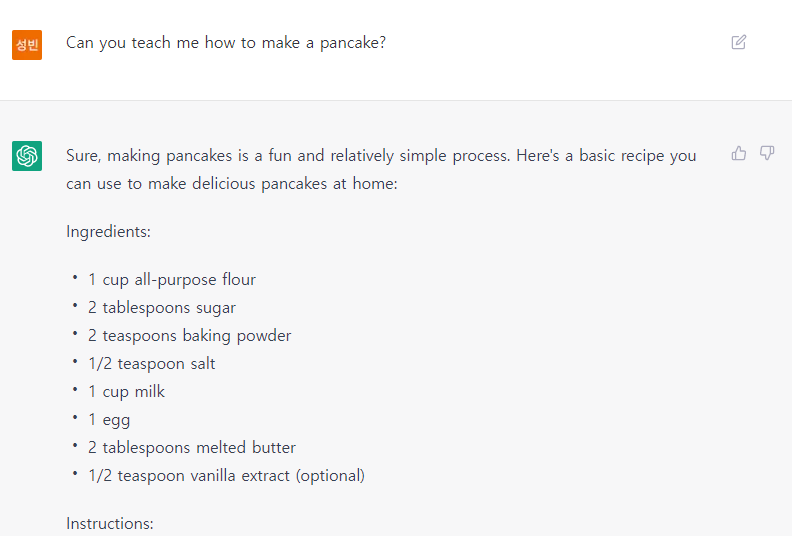 성빈
Can you teach me how to make a pancake?
Sure, making pancakes is a fun and relatively simple process. Here's a basic recipe you
can use to make delicious pancakes at home:
Ingredients:
• 1 cup all-purpose flour
• 2 tablespoons sugar
• 2 teaspoons baking powder
• 1/2 teaspoon salt
• 1 cup milk
• 1 egg
• 2 tablespoons melted butter
• 1/2 teaspoon vanilla extract (optional)
Instructions: